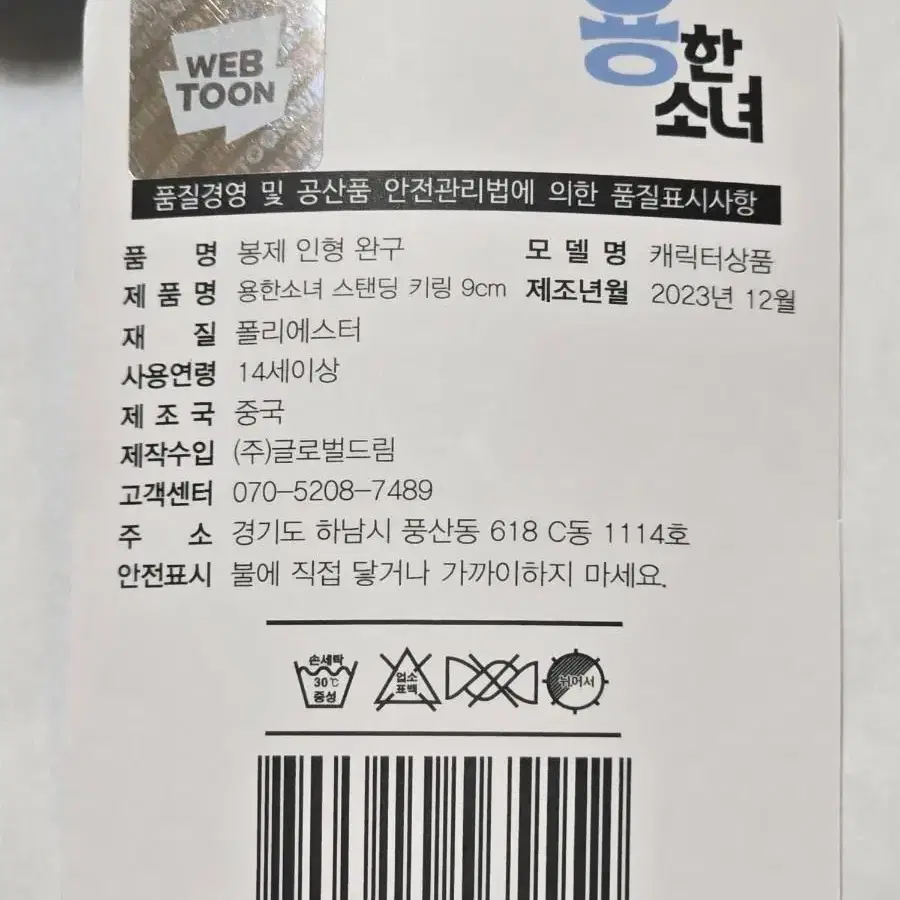 WEB
TOON
용한
소녀
품질경영 및 공산품 안전관리법에 의한 품질표시사항
품 명 봉제 인형 완구 모 델 명 캐릭터상품
제 품 명 용한소녀 스탠딩 키링 9cm 제조년월 2023년 12월
재 질 폴리에스터
사용연령 14세이상
제 조 국 중국
제작수입 (주)글로벌드림
고객센터 070-5208-7489
주 소 경기도 하남시 풍산동 618 C동 1114호
안전표시 불에 직접 닿거나 가까이하지 마세요.
손세탁
30℃
중성
염소
표백
뉘어서